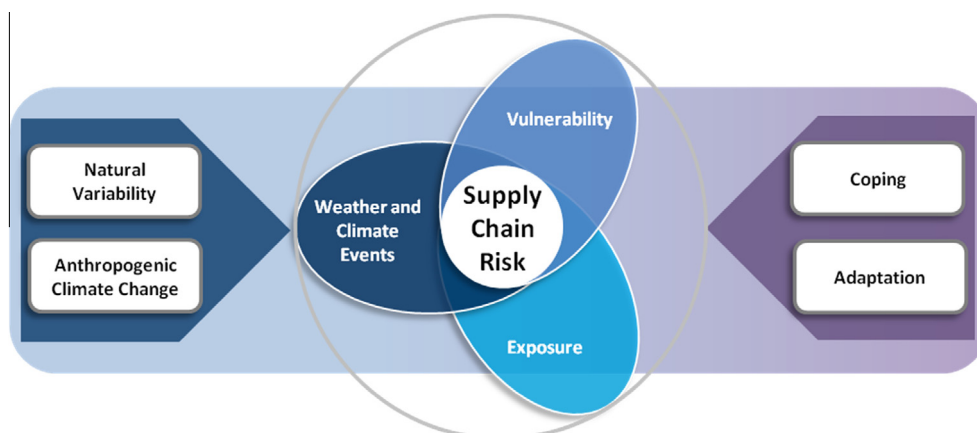 Natural
Variability
Anthropogenic
Climate Change
Weather and
Climate
Events
Vulnerability
Supply
Chain
Risk
Exposure
Coping
Adaptation